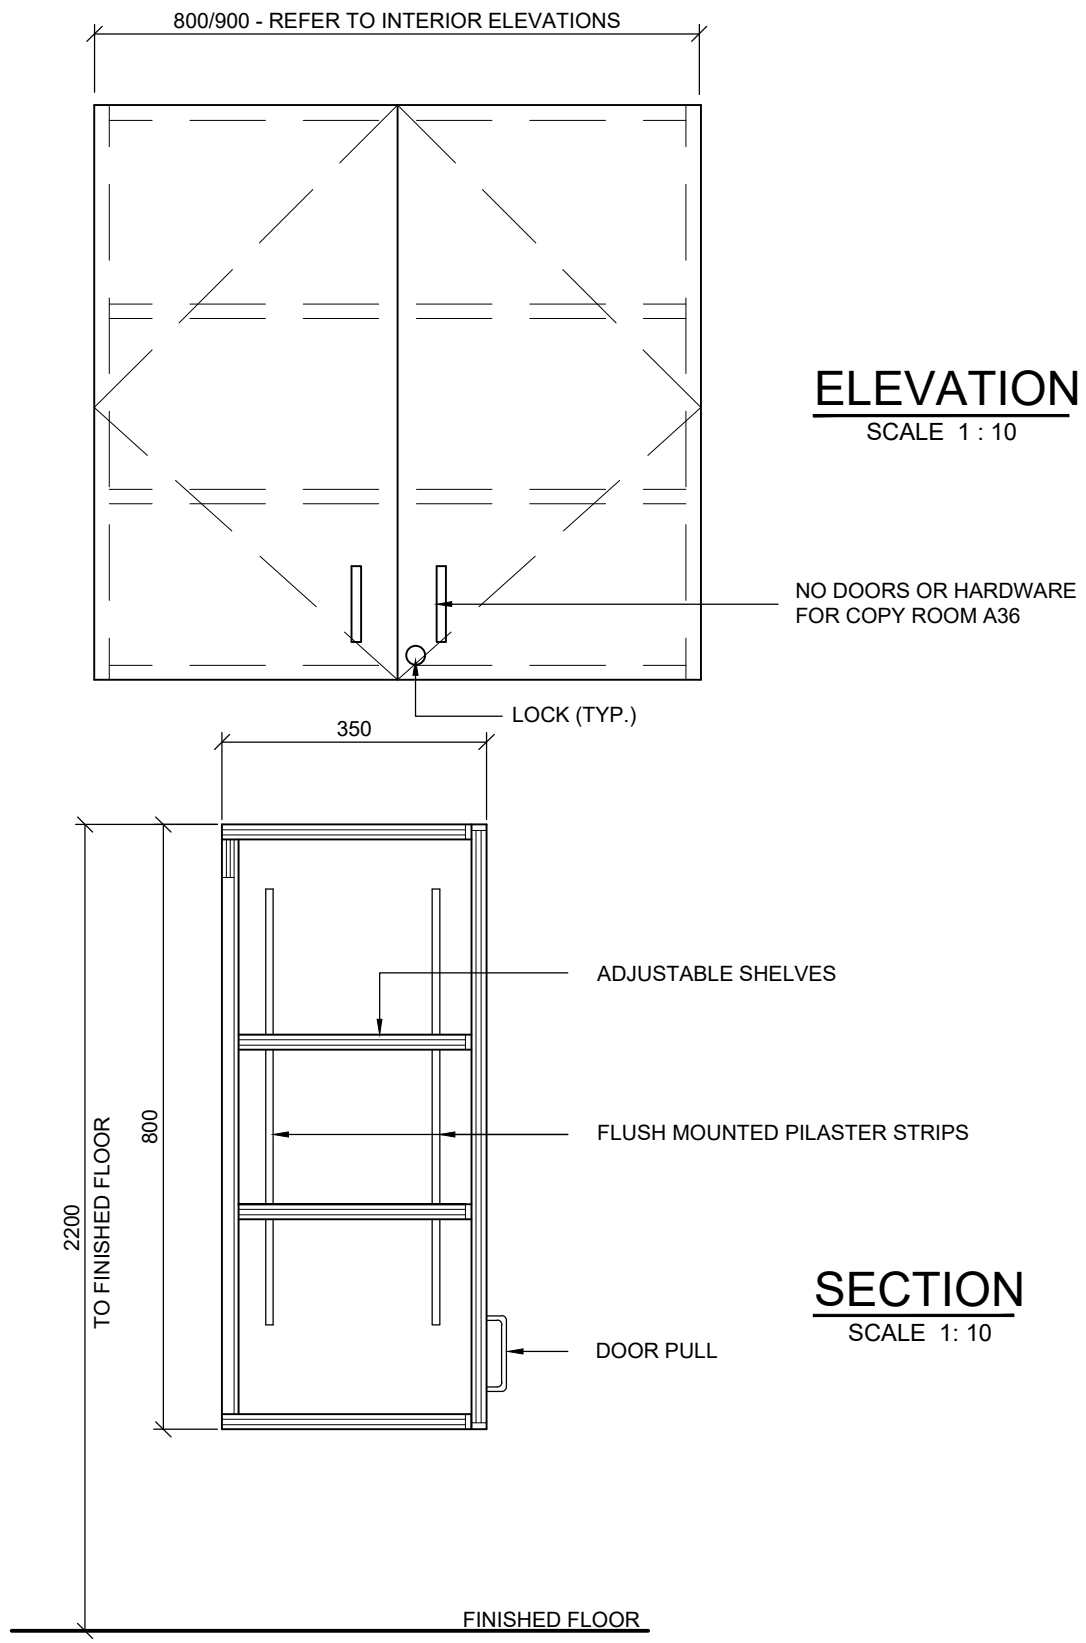 800/900 - REFER TO INTERIOR ELEVATIONS
ELEVATION
SCALE 1 : 10
NO DOORS OR HARDWARE
FOR COPY ROOM A36
LOCK (TYP.)
350
ADJUSTABLE SHELVES
800
FLUSH MOUNTED PILASTER STRIPS
2200
TO FINISHED FLOOR
SECTION
SCALE 1: 10
DOOR PULL
FINISHED FLOOR